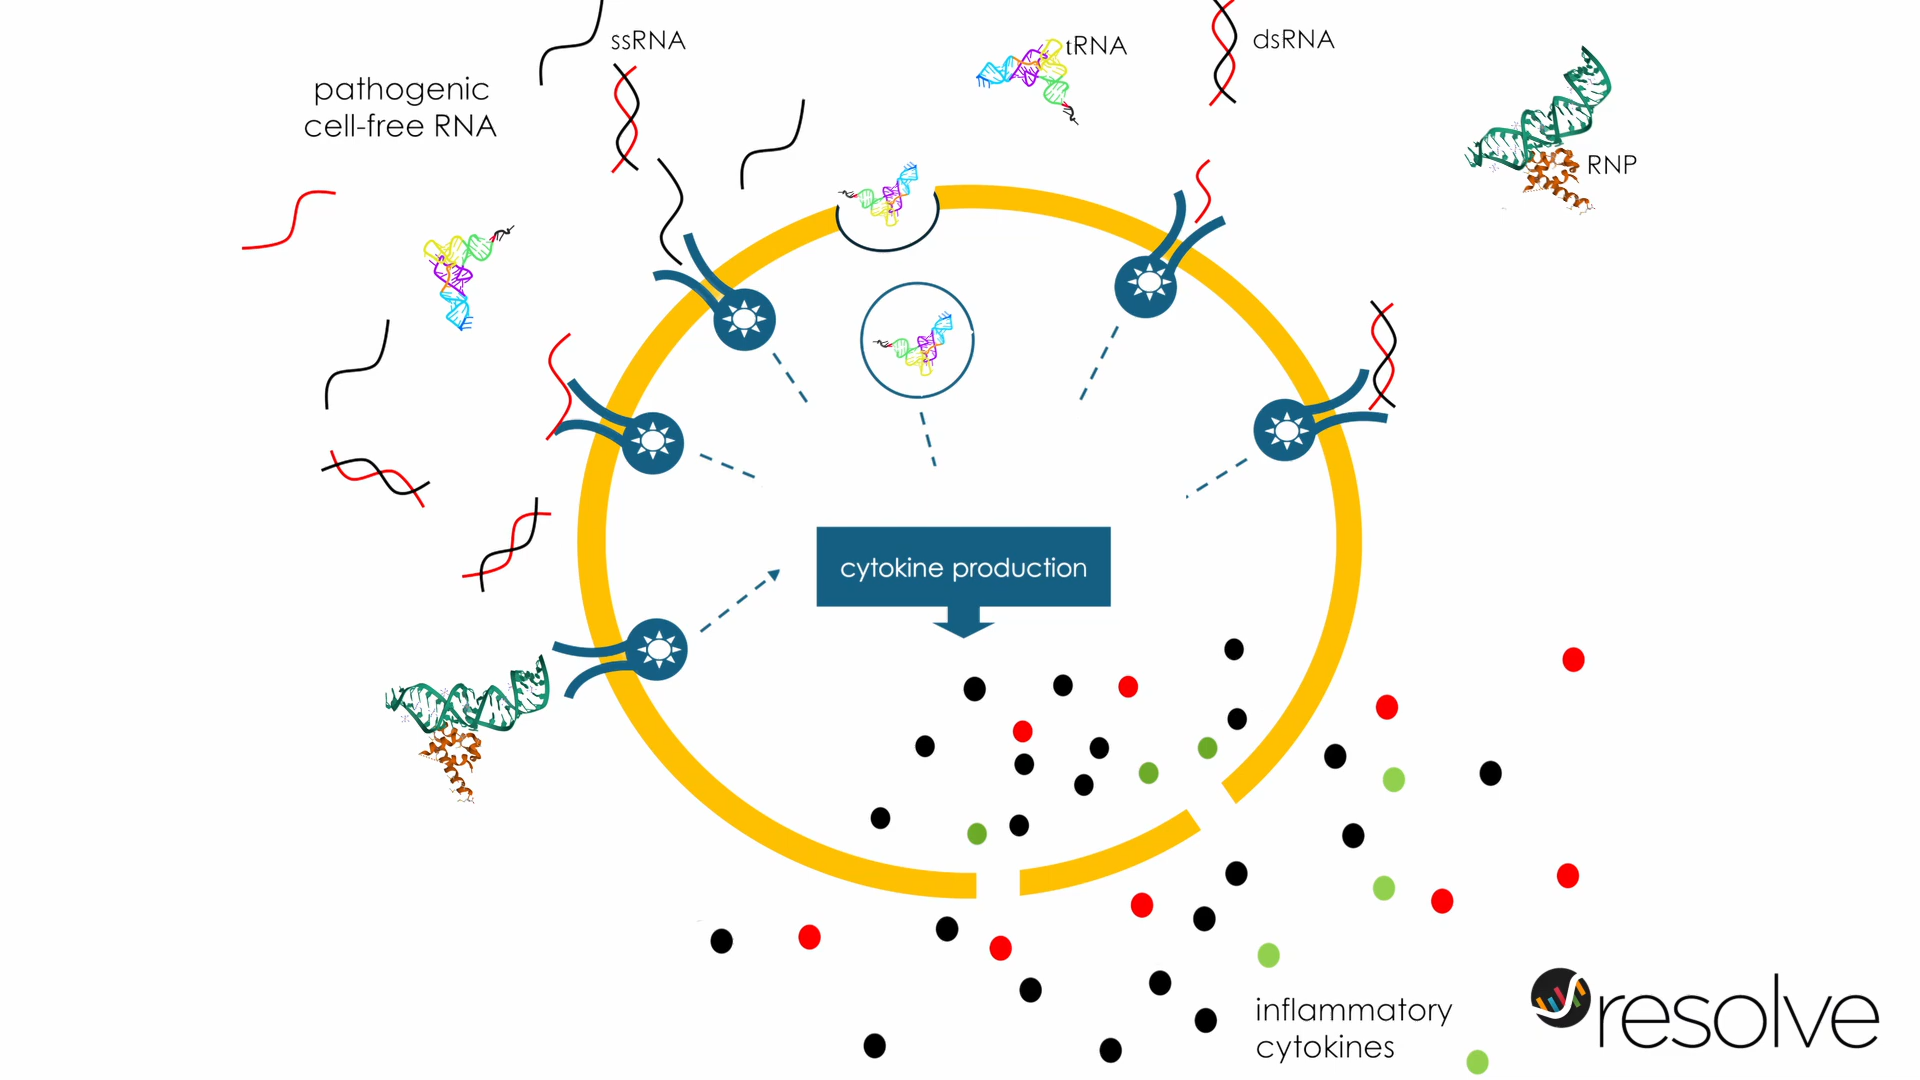 ssRNA
tRNA
dsRNA
pathogenic
cell-free RNA
RNP
cytokine production
inflammatory
cytokines
resolve